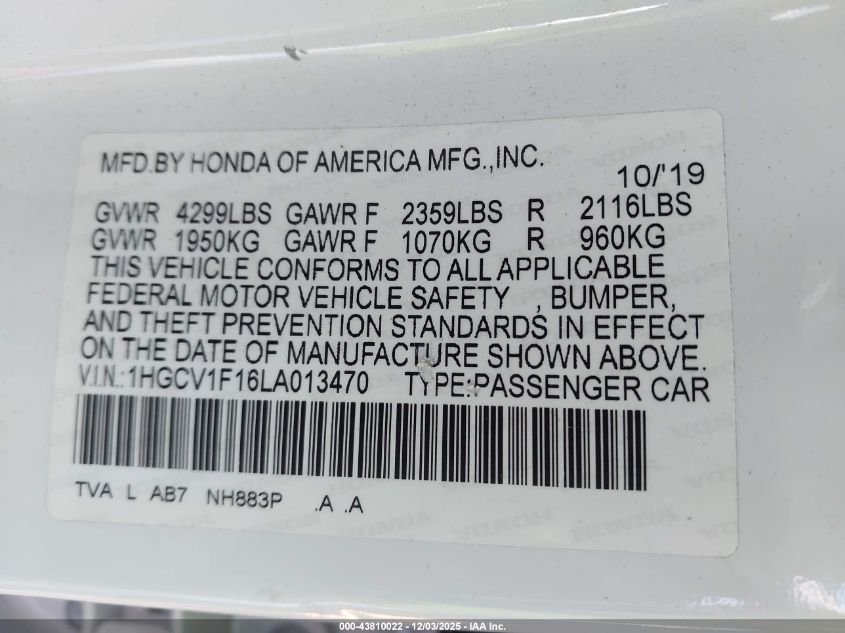 MFD.BY HONDA OF AMERICA MFG.,INC.
10/'19
GVWR 4299LBS GAWR F 2359LBS R 2116LBS
GVWR 1950KG GAWR F 1070KG R 960KG
THIS VEHICLE CONFORMS TO ALL APPLICABLE
FEDERAL MOTOR VEHICLE SAFETY , BUMPER,
AND THEFT PREVENTION STANDARDS IN EFFECT
ON THE DATE OF MANUFACTURE SHOWN ABOVE.
V.I.N.:1HGCV1F16LA013470 TYPE:PASSENGER CAR
TVA L AB7 NH883P .A .A
000-43810022 - 12/03/2025 - IAA Inc.